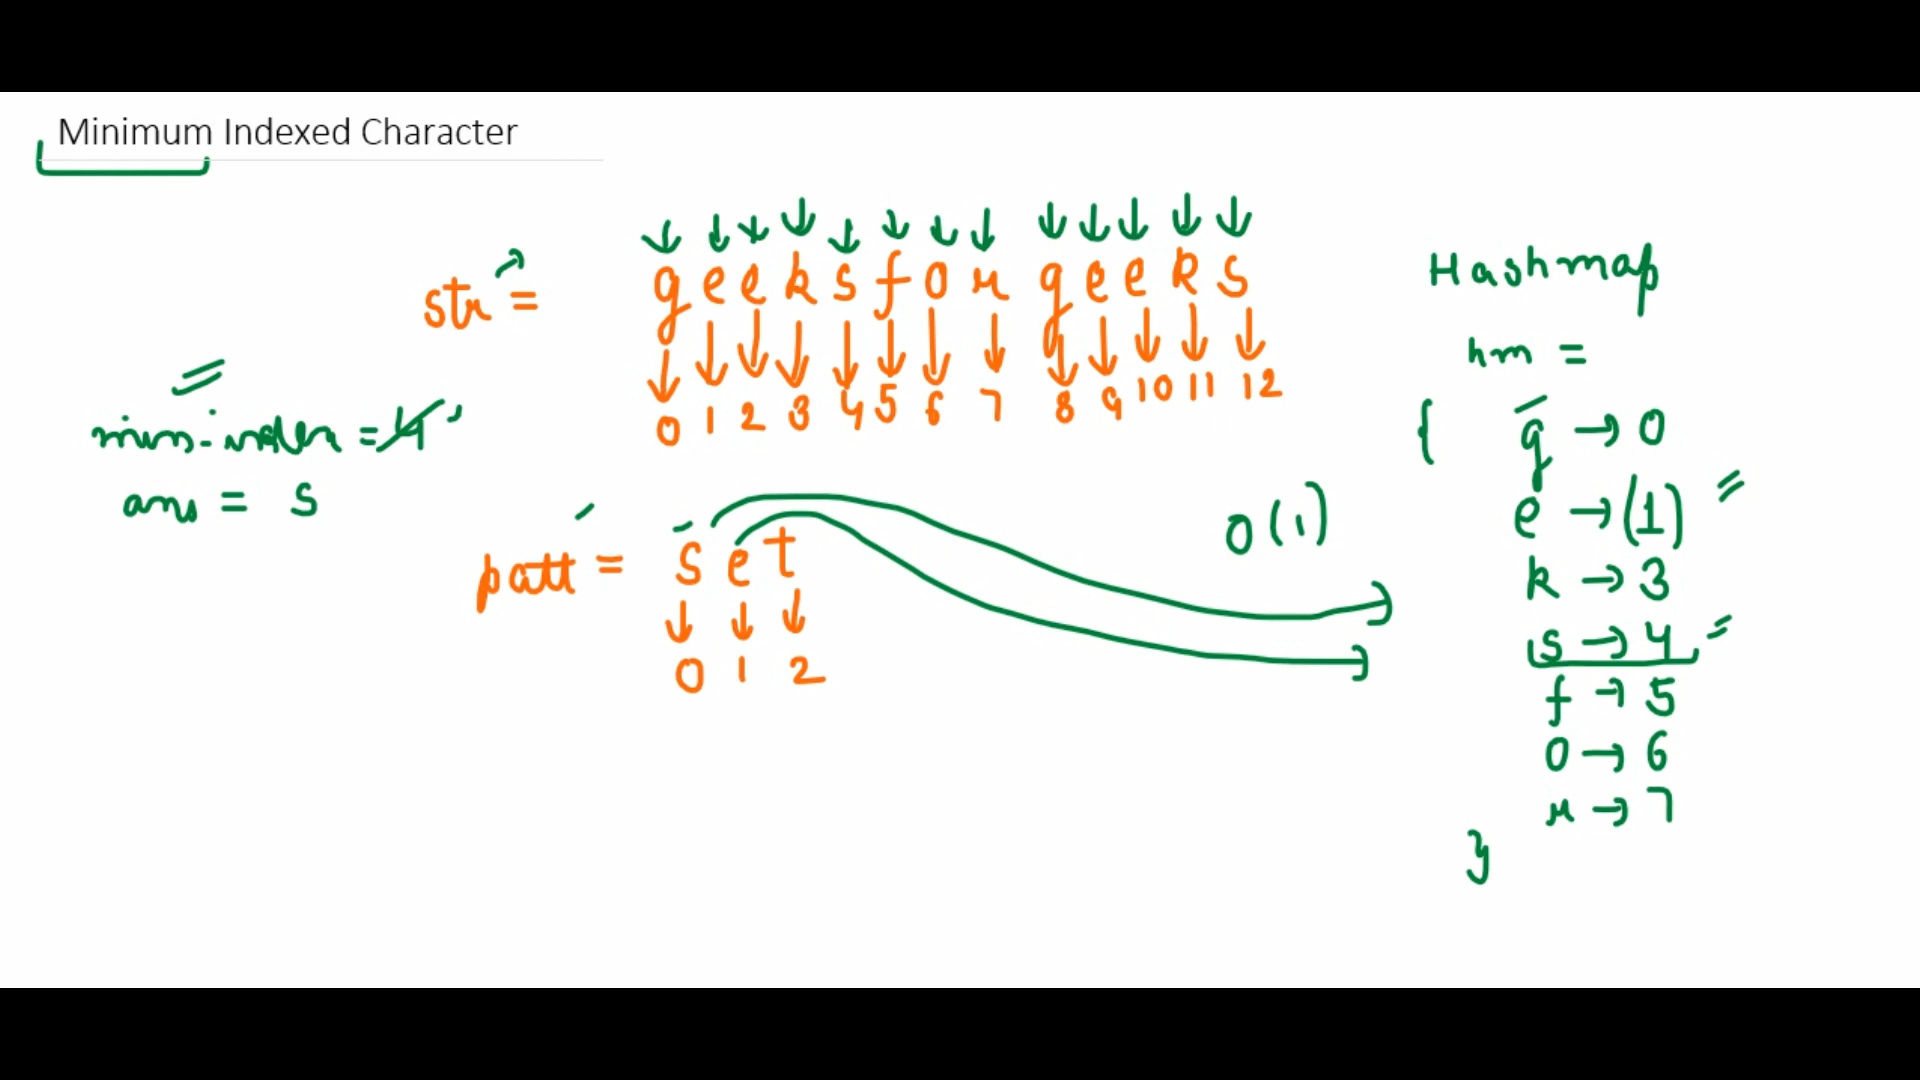 Minimum Indexed Character
str = g e e k s f o r g e e k s
0 1 2 3 4 5 6 7 8 9 10 11 12
min-index = 4
ans = s
patt = s e t
0 1 2
O(1)
Hashmap
hm =
{ g → 0
e → (1)
k → 3
s → 4
f → 5
o → 6
r → 7
}